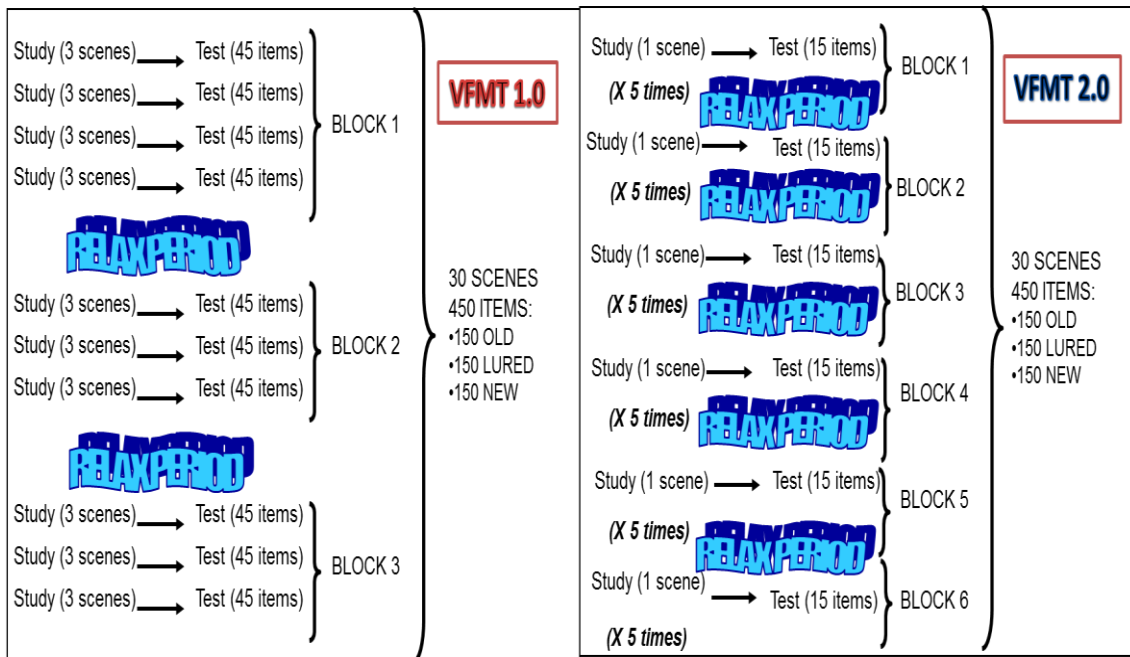 Study (3 scenes) Test (45 items)
Study (3 scenes) Test (45 items)
Study (3 scenes) Test (45 items)
Study (3 scenes) Test (45 items)
BLOCK 1
RELAX PERIOD
Study (3 scenes) Test (45 items)
Study (3 scenes) Test (45 items)
Study (3 scenes) Test (45 items)
BLOCK 2
RELAX PERIOD
Study (3 scenes) Test (45 items)
Study (3 scenes) Test (45 items)
Study (3 scenes) Test (45 items)
BLOCK 3
VFMT 1.0
30 SCENES
450 ITEMS:
•150 OLD
•150 LURED
•150 NEW
Study (1 scene) Test (15 items)
(X 5 times)
RELAX PERIOD
BLOCK 1
Study (1 scene) Test (15 items)
(X 5 times)
RELAX PERIOD
BLOCK 2
Study (1 scene) Test (15 items)
(X 5 times)
RELAX PERIOD
BLOCK 3
Study (1 scene) Test (15 items)
(X 5 times)
RELAX PERIOD
BLOCK 4
Study (1 scene) Test (15 items)
(X 5 times)
RELAX PERIOD
BLOCK 5
Study (1 scene) Test (15 items)
(X 5 times)
BLOCK 6
VFMT 2.0
30 SCENES
450 ITEMS:
•150 OLD
•150 LURED
•150 NEW